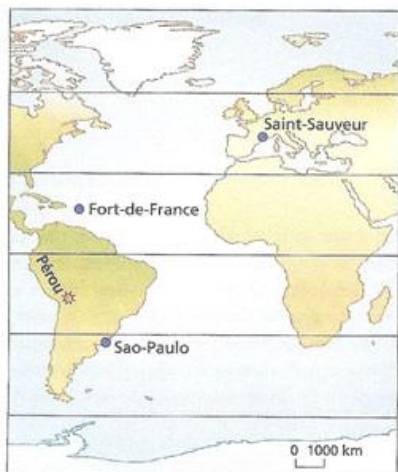 Saint-Sauveur
Fort-de-France
Pérou
Sao-Paulo
0 1000 km